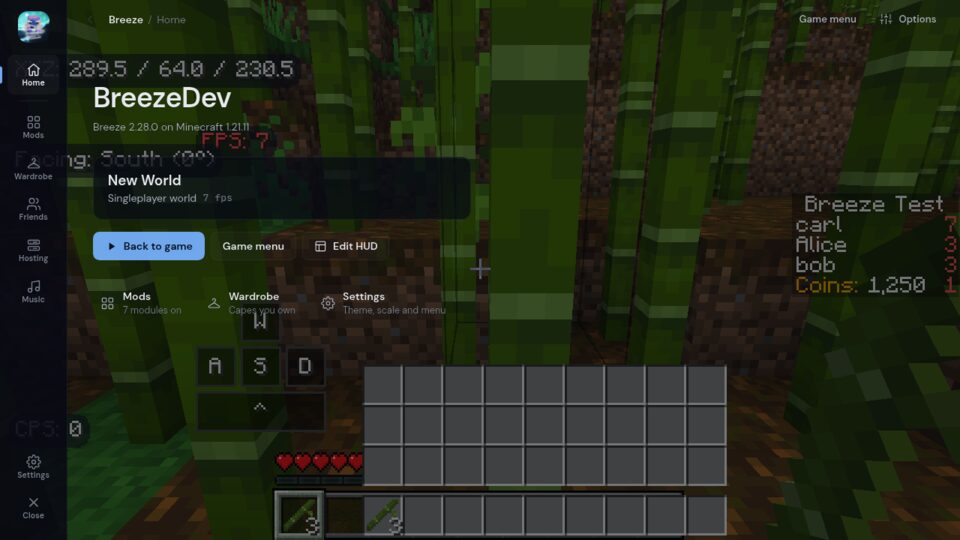 Breeze / Home
Game menu
Options
289.5 / 64.0 / 230.5
Home
BreezeDev
Breeze 2.28.0 on Minecraft 1.21.11
FPS: 7
Mods
Facing: South (0°)
Wardrobe
New World
Singleplayer world 7 fps
Friends
Breeze Test
carl 7
Alice 3
bob 3
Coins: 1,250 1
Hosting
Back to game
Game menu
Edit HUD
Music
Mods
7 modules on
Wardrobe
Capes you own
Settings
Theme, scale and menu
W
A
S
D
^
CPS: 0
Settings
Close
3
3